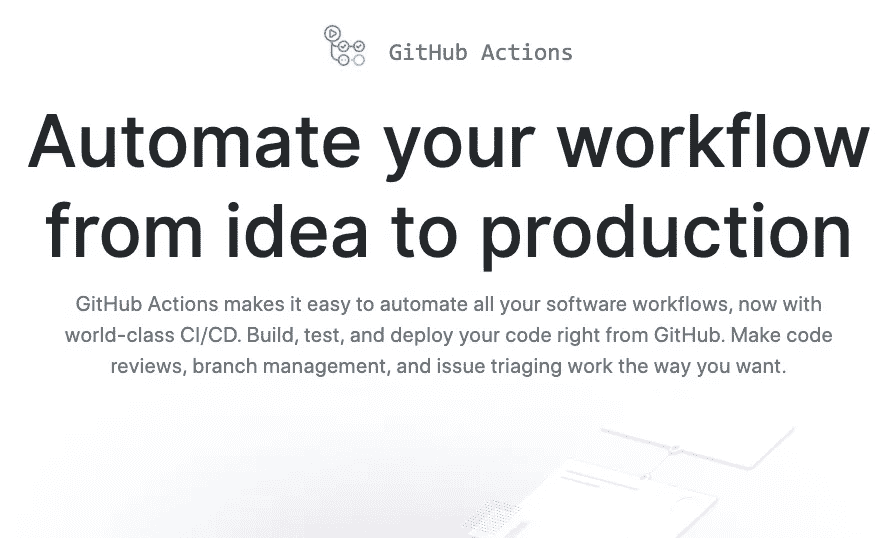 GitHub Actions
Automate your workflow
from idea to production
GitHub Actions makes it easy to automate all your software workflows, now with
world-class CI/CD. Build, test, and deploy your code right from GitHub. Make code
reviews, branch management, and issue triaging work the way you want.